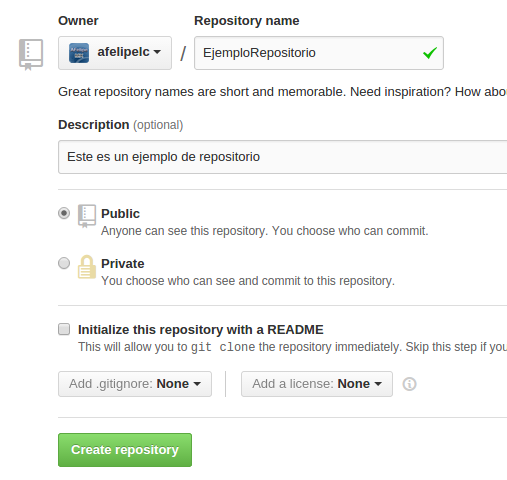 Owner Repository name
afelipelc / EjemploRepositorio
Great repository names are short and memorable. Need inspiration? How abou
Description (optional)
Este es un ejemplo de repositorio
Public
Anyone can see this repository. You choose who can commit.
Private
You choose who can see and commit to this repository.
Initialize this repository with a README
This will allow you to git clone the repository immediately. Skip this step if you
Add .gitignore: None Add a license: None
Create repository